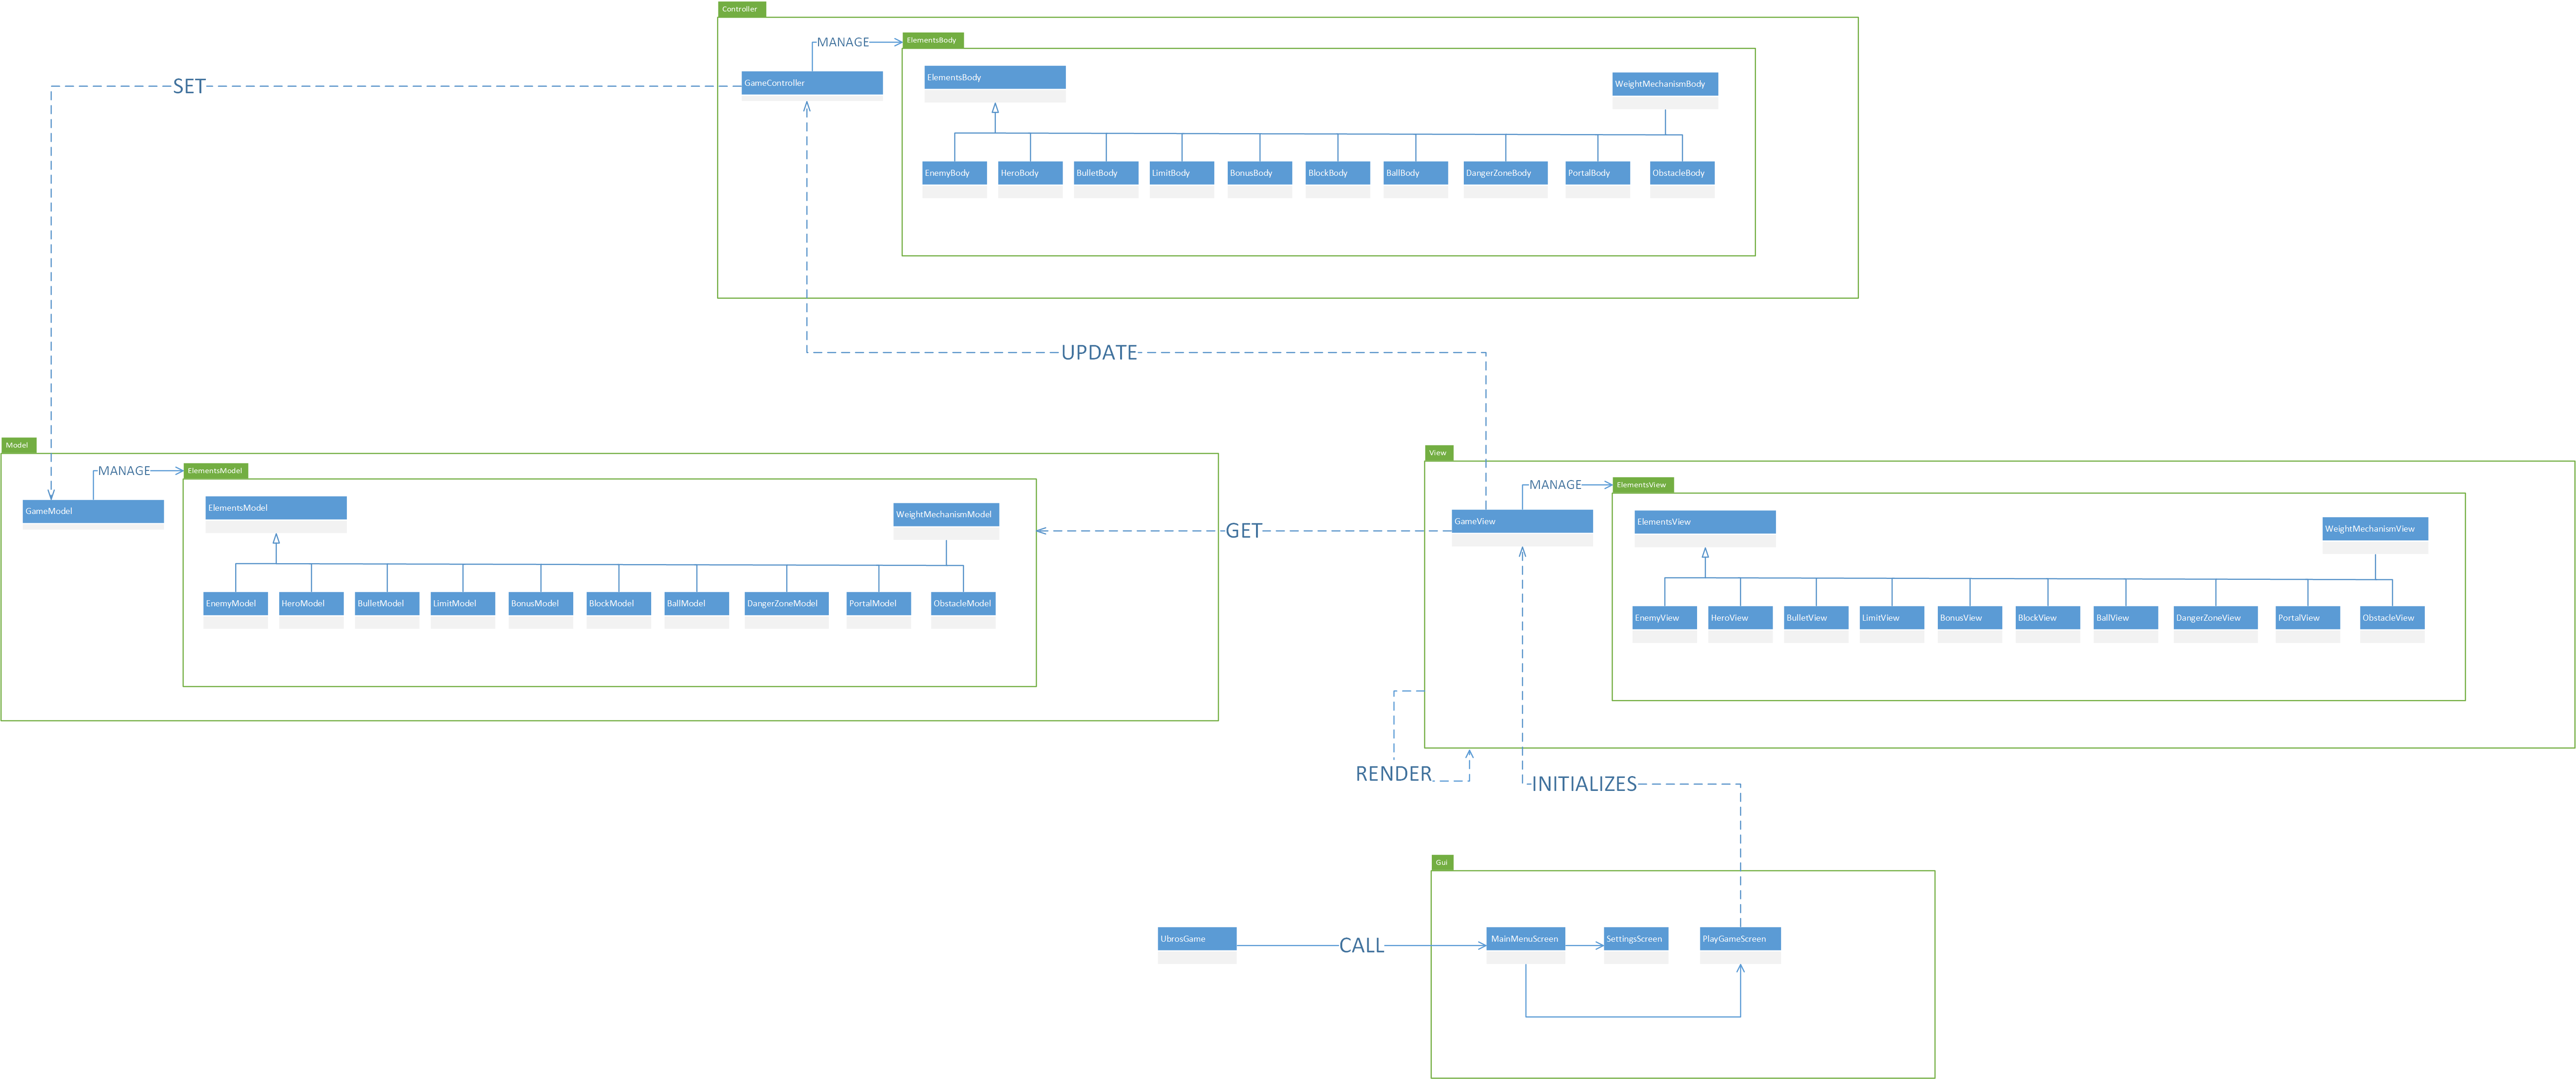 Controller
MANAGE
ElementsBody
GameController
ElementsBody
WeightMechanismBody
EnemyBody
HeroBody
BulletBody
LimitBody
BonusBody
BlockBody
BallBody
DangerZoneBody
PortalBody
ObstacleBody
SET
UPDATE
Model
MANAGE
ElementsModel
GameModel
ElementsModel
WeightMechanismModel
EnemyModel
HeroModel
BulletModel
LimitModel
BonusModel
BlockModel
BallModel
DangerZoneModel
PortalModel
ObstacleModel
GET
View
MANAGE
ElementsView
GameView
ElementsView
WeightMechanismView
EnemyView
HeroView
BulletView
LimitView
BonusView
BlockView
BallView
DangerZoneView
PortalView
ObstacleView
RENDER
INITIALIZES
Gui
UbrosGame
CALL
MainMenuScreen
SettingsScreen
PlayGameScreen